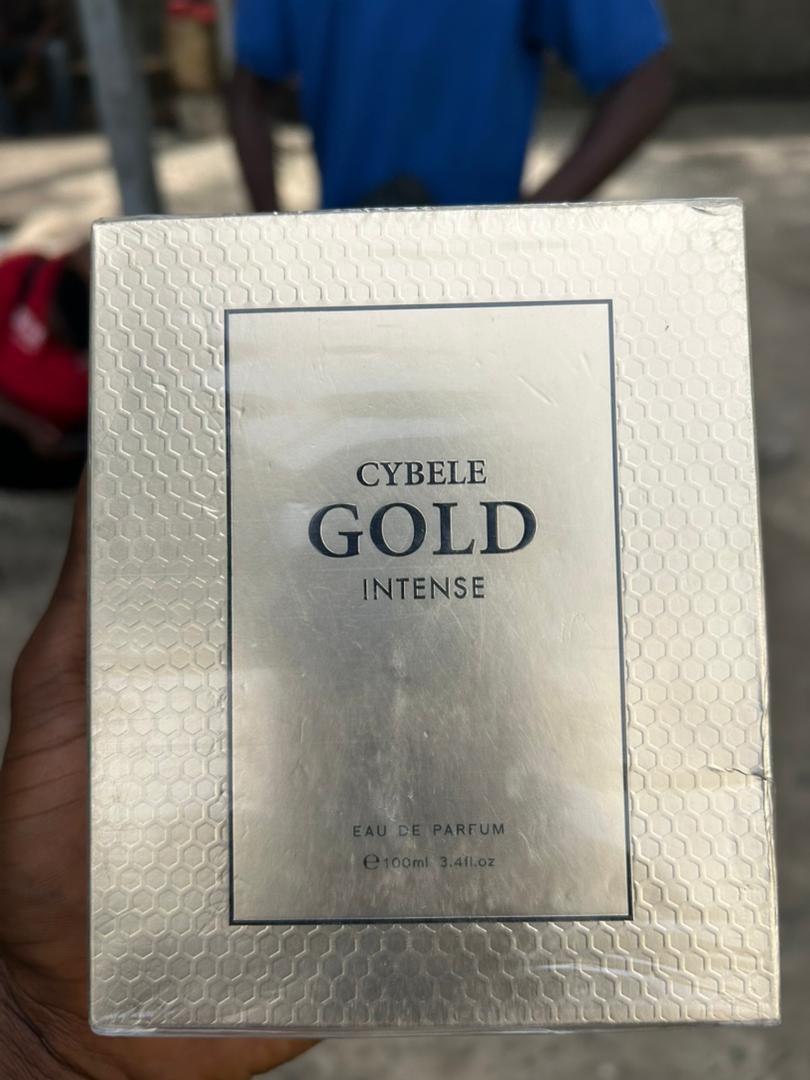 CYBELE
GOLD
INTENSE
EAU DE PARFUM
℮100ml 3.4fl.oz